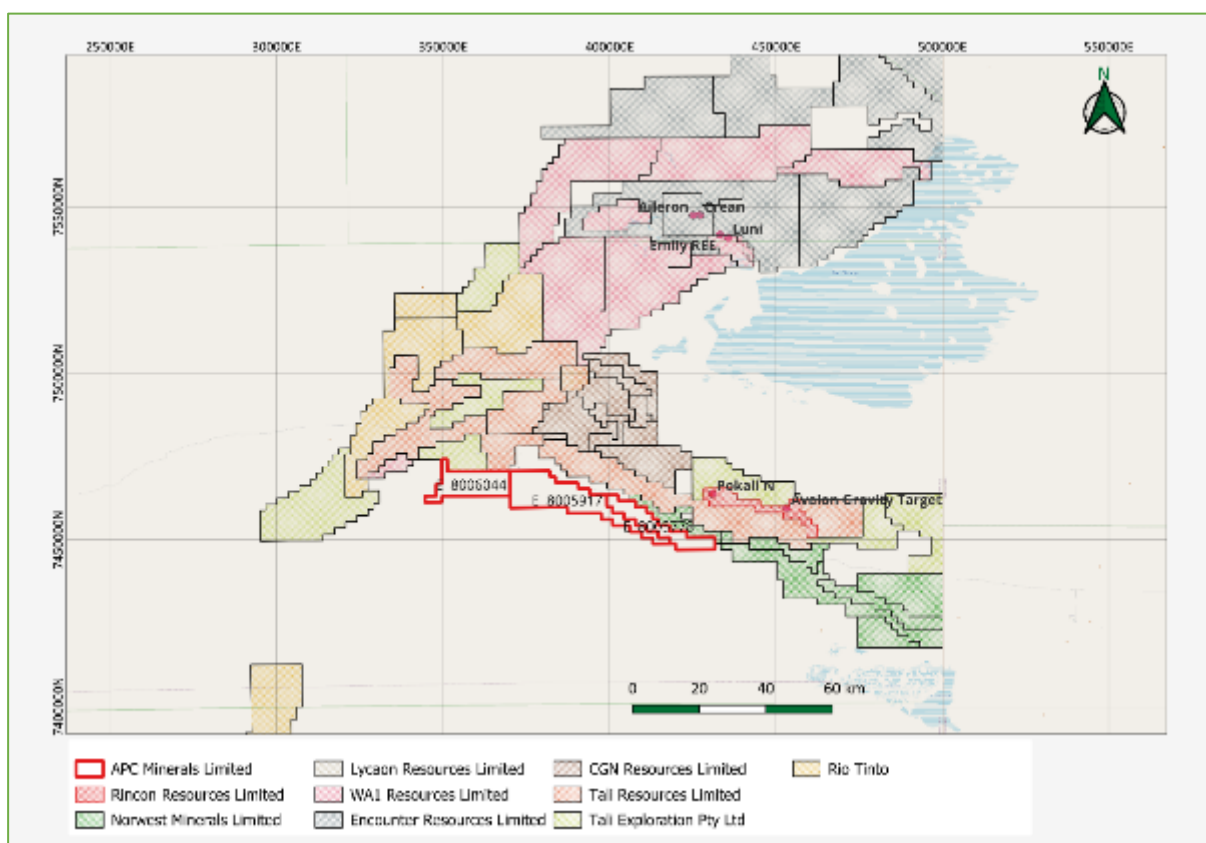 250000E 300000E 350000E 400000E 450000E 500000E 550000E
N
7550000N
Aileron Crean
Luni
Emily REE
7500000N
E 8006044
E 8005917
Pokali N
Avalon Gravity Target
7450000N
7400000N
0 20 40 60 km
APC Minerals Limited
Lycaon Resources Limited
CGN Resources Limited
Rio Tinto
Rincon Resources Limited
WA1 Resources Limited
Tali Resources Limited
Norwest Minerals Limited
Encounter Resources Limited
Tali Exploration Pty Ltd